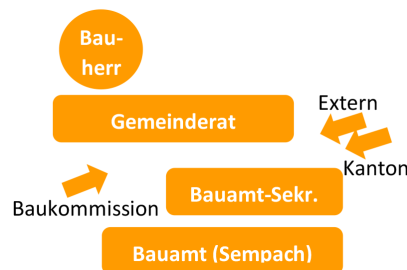 Bau-
herr
Extern
Gemeinderat
Kanton
Bauamt-Sekr.
Baukommission
Bauamt (Sempach)